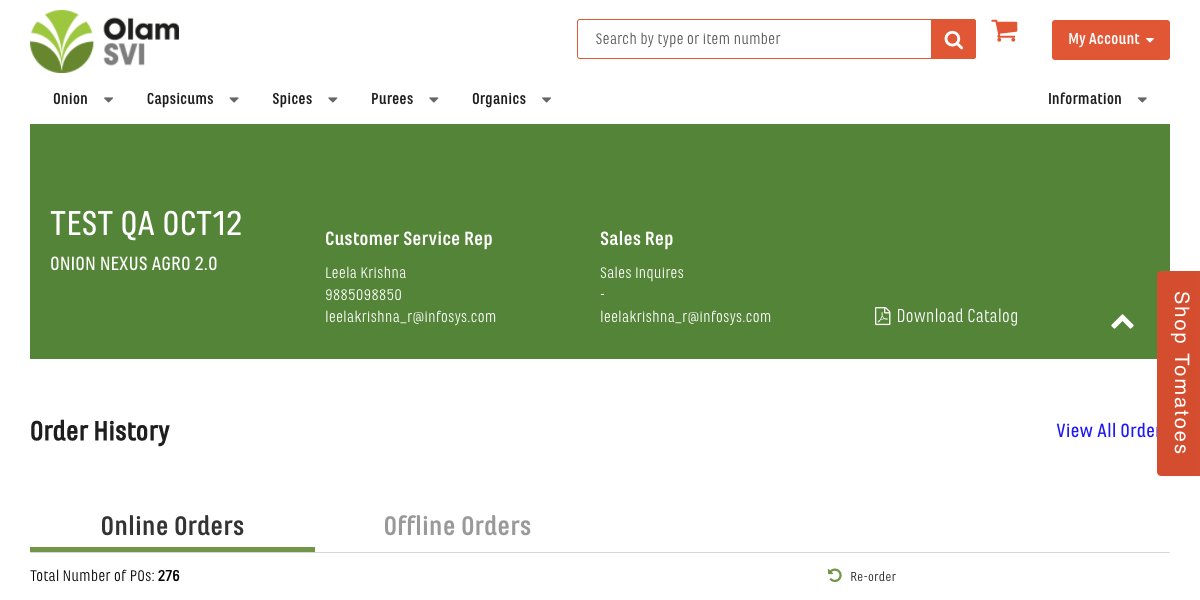 Olam
SVI
Search by type or item number
My Account
Onion
Capsicums
Spices
Purees
Organics
Information
TEST QA OCT12
ONION NEXUS AGRO 2.0
Customer Service Rep
Leela Krishna
9885098850
leelakrishna_r@infosys.com
Sales Rep
Sales Inquires
-
leelakrishna_r@infosys.com
Download Catalog
Shop Tomatoes
Order History
View All Order
Online Orders
Offline Orders
Total Number of POs: 276
Re-order